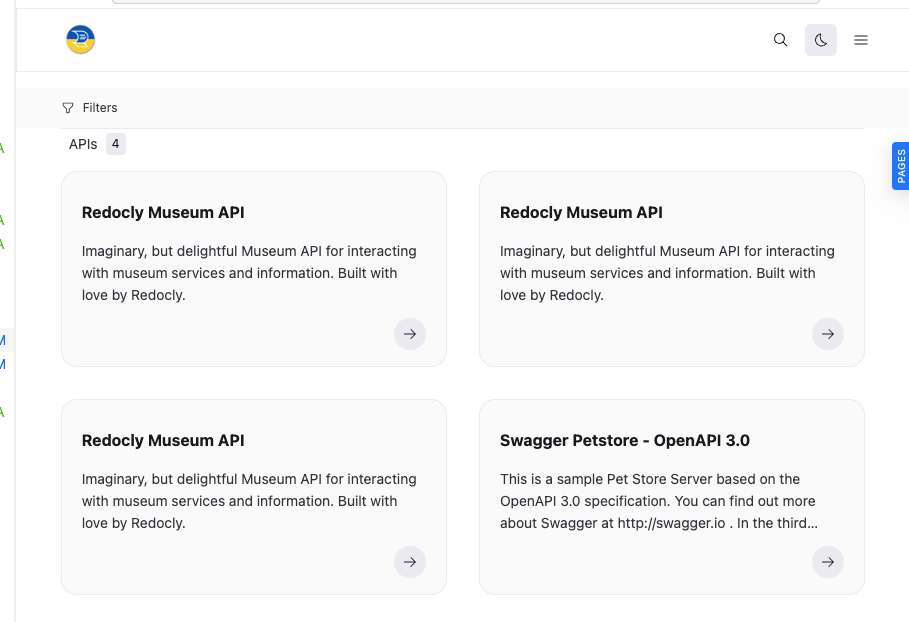 Filters
APIs 4
PAGES
Redocly Museum API
Imaginary, but delightful Museum API for interacting
with museum services and information. Built with
love by Redocly.
Redocly Museum API
Imaginary, but delightful Museum API for interacting
with museum services and information. Built with
love by Redocly.
Redocly Museum API
Imaginary, but delightful Museum API for interacting
with museum services and information. Built with
love by Redocly.
Swagger Petstore - OpenAPI 3.0
This is a sample Pet Store Server based on the
OpenAPI 3.0 specification. You can find out more
about Swagger at http://swagger.io . In the third...
A
A
A
M
M
A